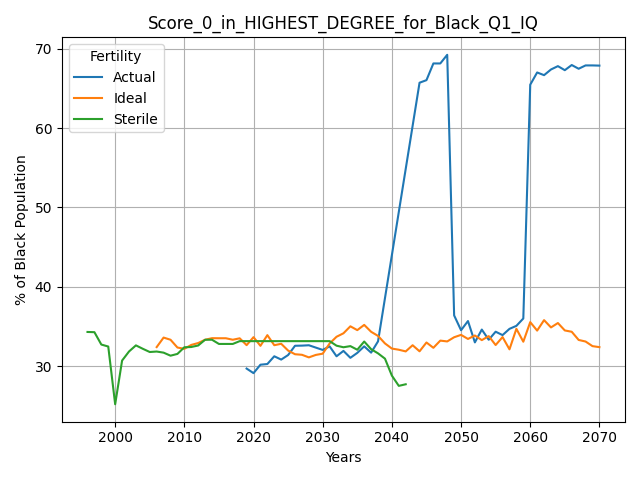 Score_0_in_HIGHEST_DEGREE_for_Black_Q1_IQ
Fertility
Actual
Ideal
Sterile
% of Black Population
70
60
50
40
30
2000 2010 2020 2030 2040 2050 2060 2070
Years